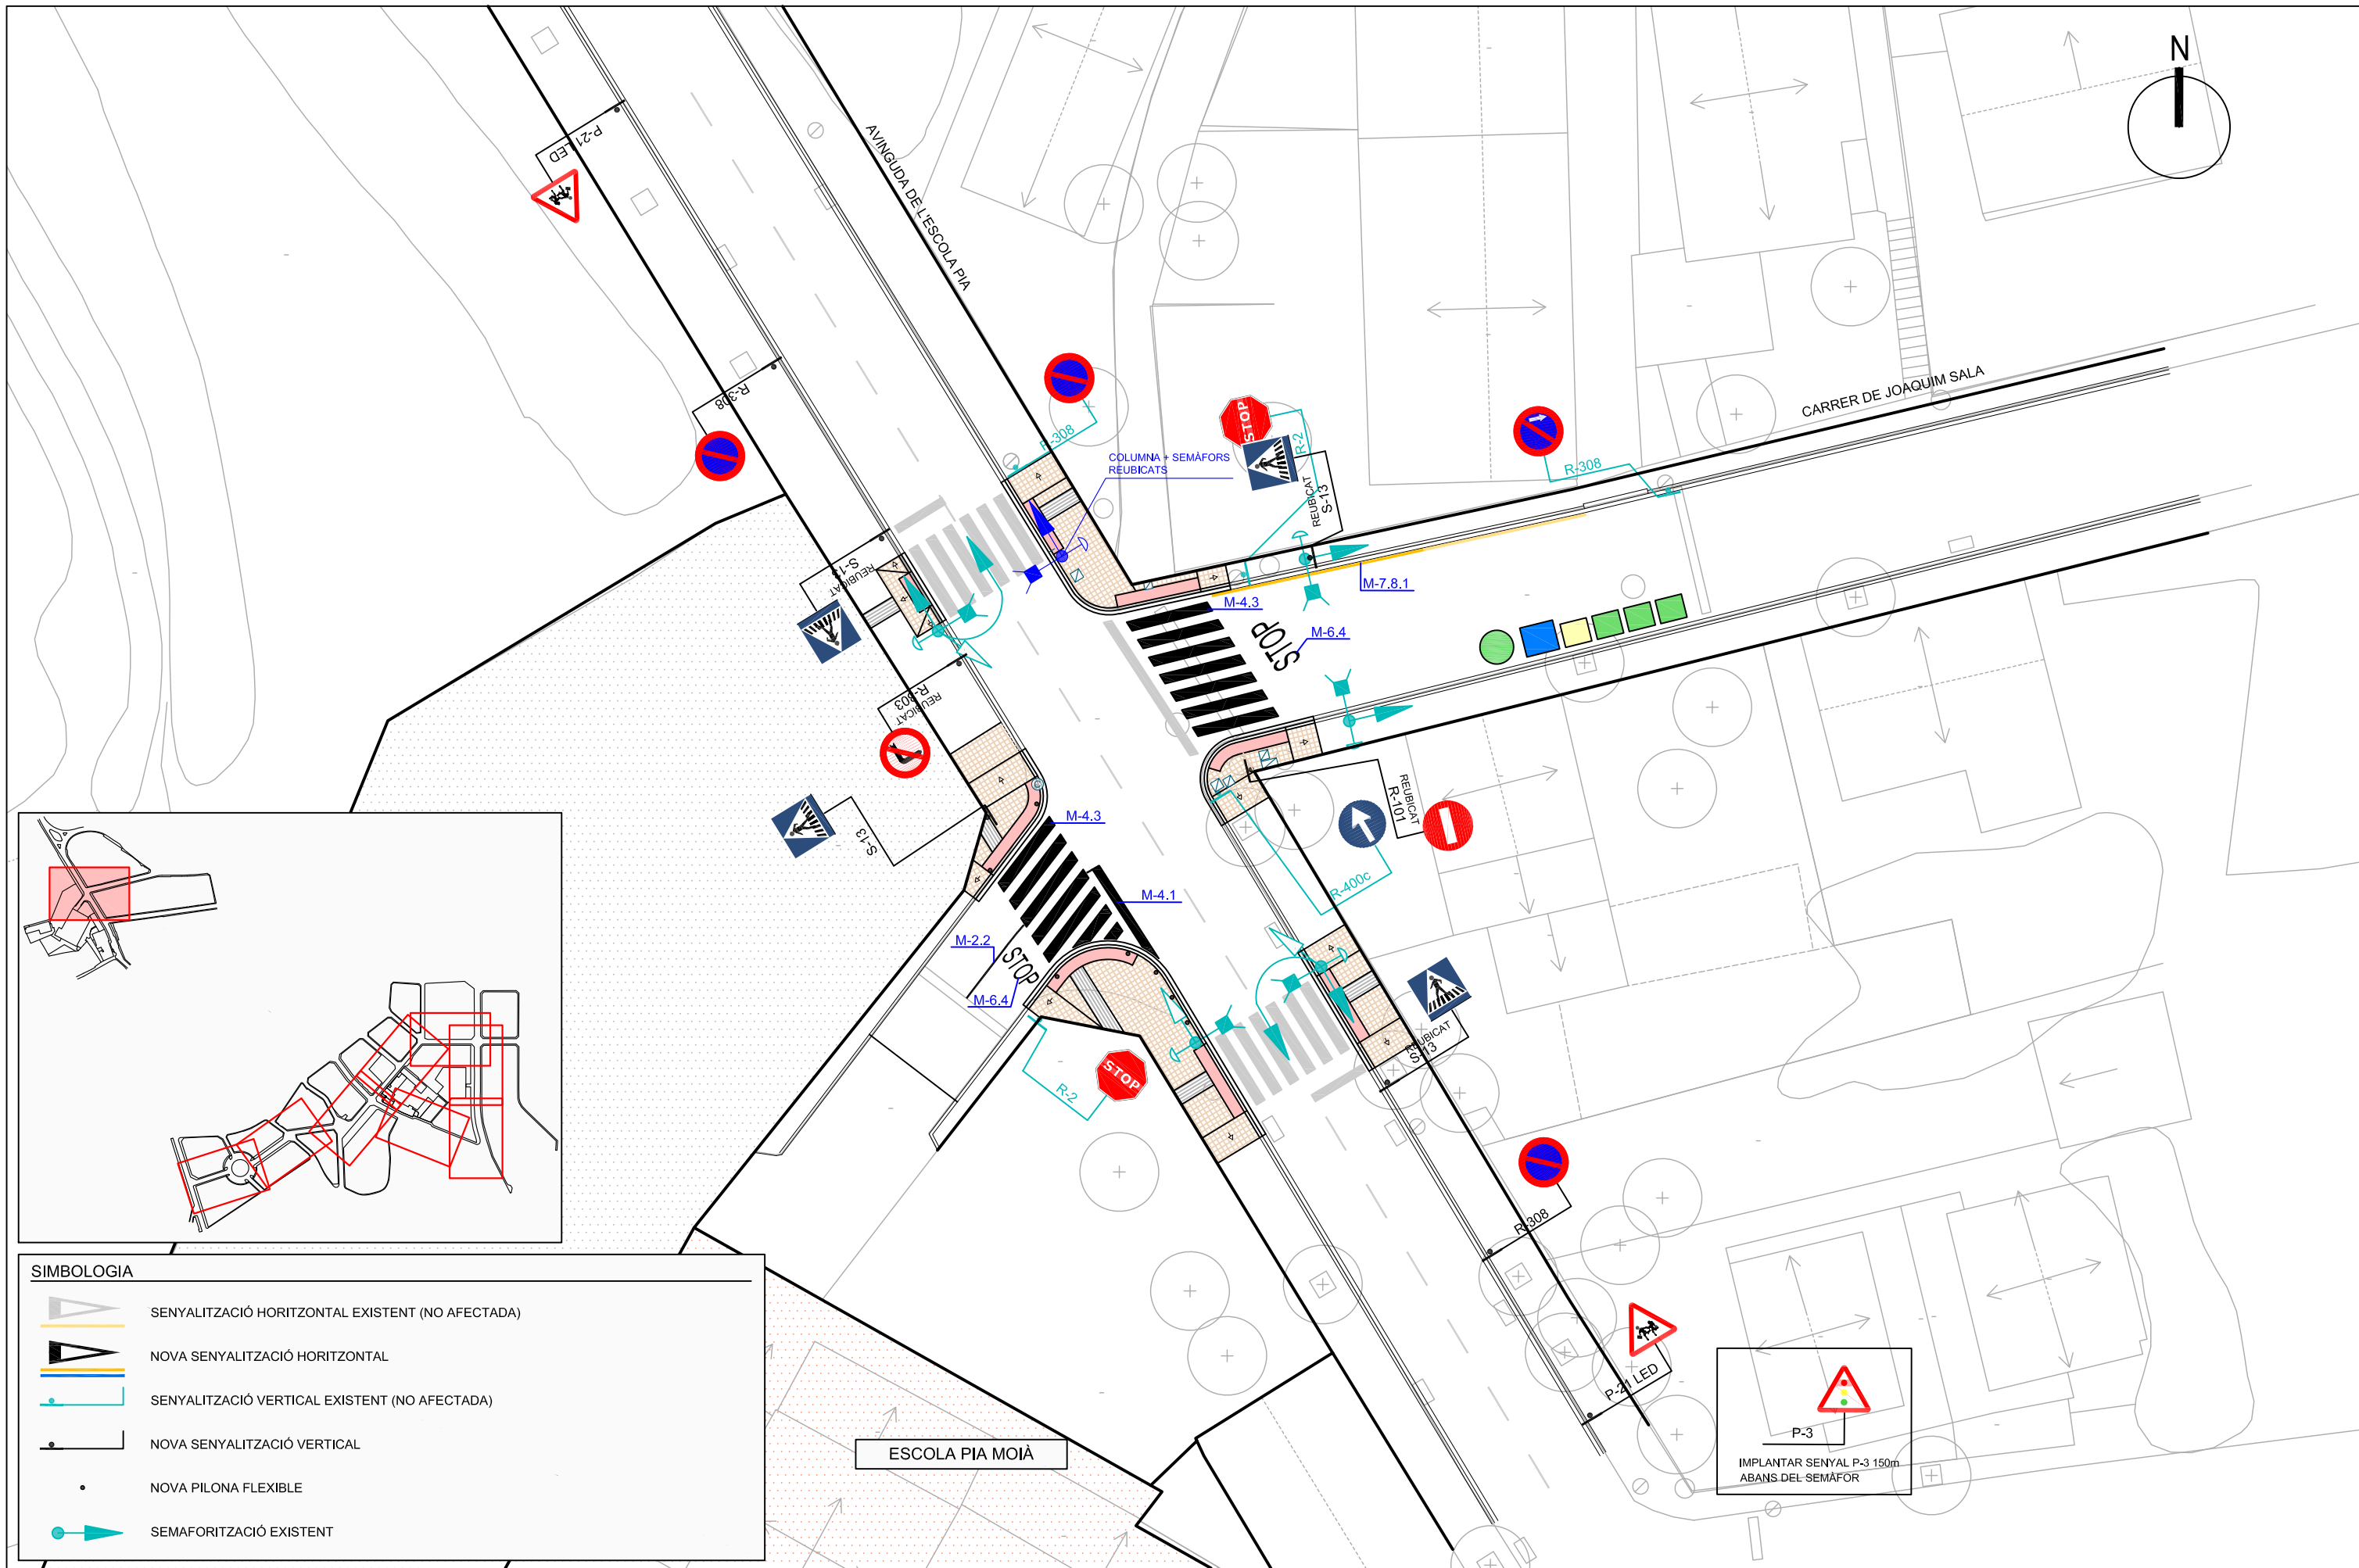 N
P-21 LED
AVINGUDA DE L'ESCOLA PIA
R-308
R-308
COLUMNA + SEMÀFORS
REUBICATS
STOP
R-2
REUBICAT
S-13
R-308
CARRER DE JOAQUIM SALA
S-13
REUBICAT
M-7.8.1
M-4.3
STOP
M-6.4
R-303
REUBICAT
S-13
M-4.3
REUBICAT
R-101
R-400c
M-4.1
M-2.2
STOP
M-6.4
REUBICAT
S-13
STOP
R-2
R-308
P-21 LED
P-3
IMPLANTAR SENYAL P-3 150m
ABANS DEL SEMÀFOR
ESCOLA PIA MOIÀ
SIMBOLOGIA
SENYALITZACIÓ HORITZONTAL EXISTENT (NO AFECTADA)
NOVA SENYALITZACIÓ HORITZONTAL
SENYALITZACIÓ VERTICAL EXISTENT (NO AFECTADA)
NOVA SENYALITZACIÓ VERTICAL
NOVA PILONA FLEXIBLE
SEMAFORITZACIÓ EXISTENT